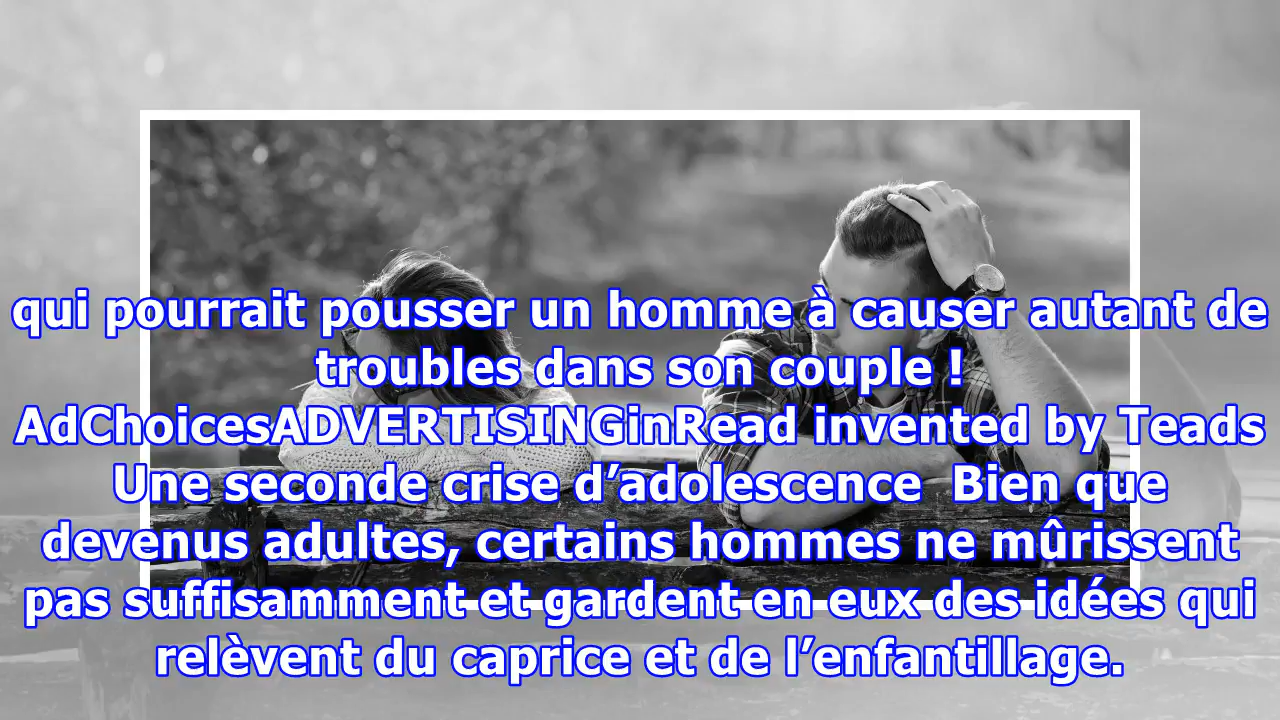 qui pourrait pousser un homme à causer autant de
troubles dans son couple !
AdChoicesADVERTISINGinRead invented by Teads
Une seconde crise d’adolescence  Bien que
devenus adultes, certains hommes ne mûrissent
pas suffisamment et gardent en eux des idées qui
relèvent du caprice et de l’enfantillage.